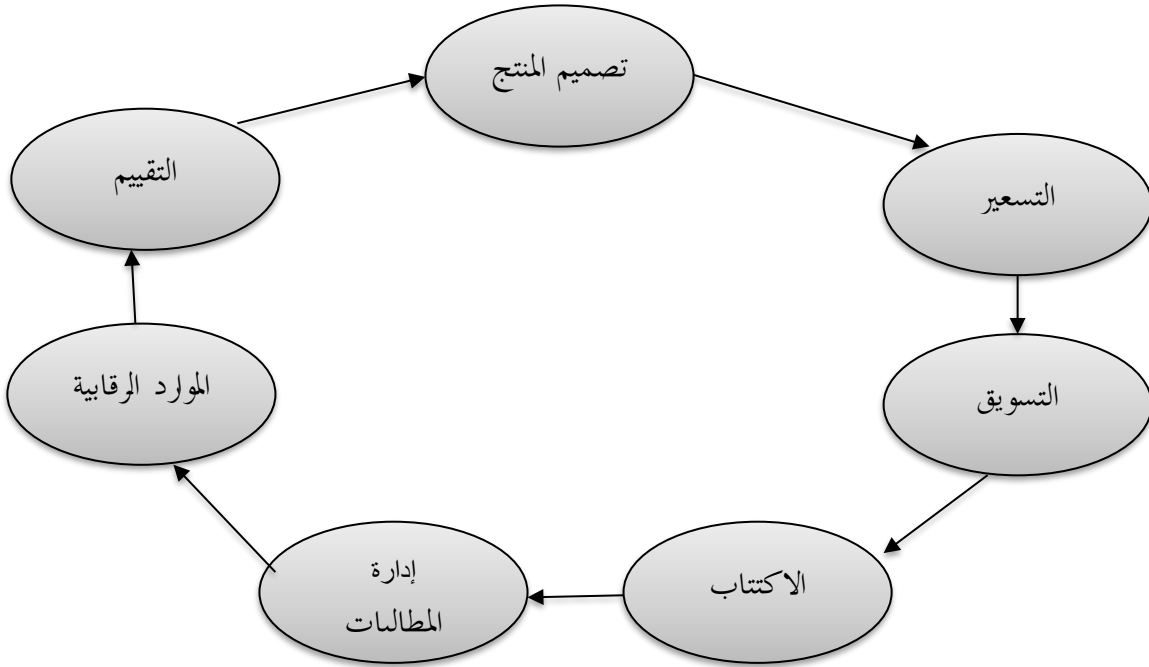 تصميم المنتج
التسعير
التسويق
الاكتتاب
إدارة
المطالبات
الموارد الرقابية
التقييم